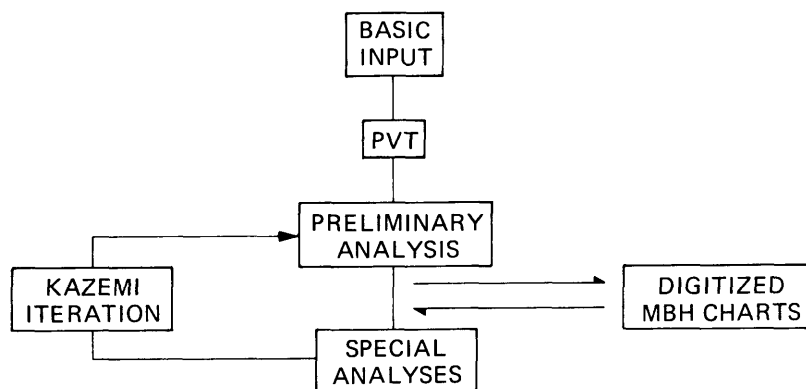 BASIC
INPUT
PVT
PRELIMINARY
ANALYSIS
KAZEMI
ITERATION
DIGITIZED
MBH CHARTS
SPECIAL
ANALYSES